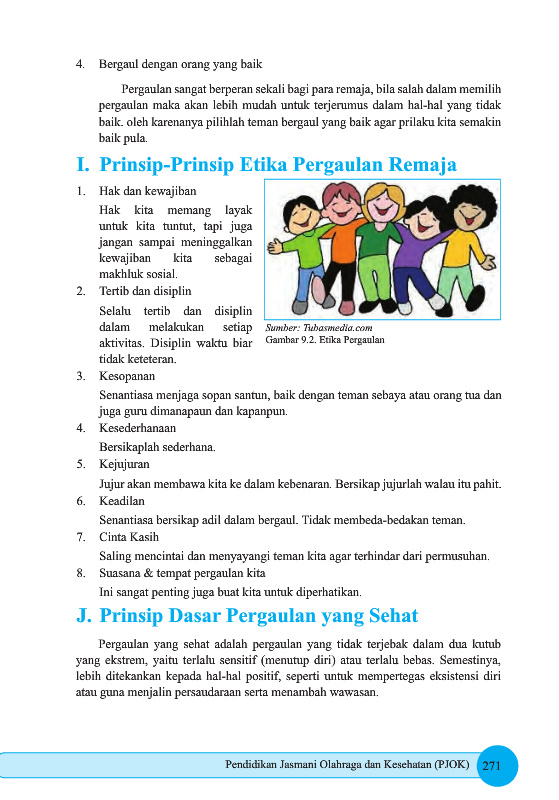 4. Bergaul dengan orang yang baik
Pergaulan sangat berperan sekali bagi para remaja, bila salah dalam memilih
pergaulan maka akan lebih mudah untuk terjerumus dalam hal-hal yang tidak
baik. oleh karenanya pilihlah teman bergaul yang baik agar prilaku kita semakin
baik pula.
I. Prinsip-Prinsip Etika Pergaulan Remaja
1. Hak dan kewajiban
Hak kita memang layak
untuk kita tuntut, tapi juga
jangan sampai meninggalkan
kewajiban kita sebagai
makhluk sosial.
2. Tertib dan disiplin
Selalu tertib dan disiplin
dalam melakukan setiap
aktivitas. Disiplin waktu biar
tidak keteteran.
Sumber: Tubasmedia.com
Gambar 9.2. Etika Pergaulan
3. Kesopanan
Senantiasa menjaga sopan santun, baik dengan teman sebaya atau orang tua dan
juga guru dimanapaun dan kapanpun.
4. Kesederhanaan
Bersikaplah sederhana.
5. Kejujuran
Jujur akan membawa kita ke dalam kebenaran. Bersikap jujurlah walau itu pahit.
6. Keadilan
Senantiasa bersikap adil dalam bergaul. Tidak membeda-bedakan teman.
7. Cinta Kasih
Saling mencintai dan menyayangi teman kita agar terhindar dari permusuhan.
8. Suasana & tempat pergaulan kita
Ini sangat penting juga buat kita untuk diperhatikan.
J. Prinsip Dasar Pergaulan yang Sehat
Pergaulan yang sehat adalah pergaulan yang tidak terjebak dalam dua kutub
yang ekstrem, yaitu terlalu sensitif (menutup diri) atau terlalu bebas. Semestinya,
lebih ditekankan kepada hal-hal positif, seperti untuk mempertegas eksistensi diri
atau guna menjalin persaudaraan serta menambah wawasan.
Pendidikan Jasmani Olahraga dan Kesehatan (PJOK) 271